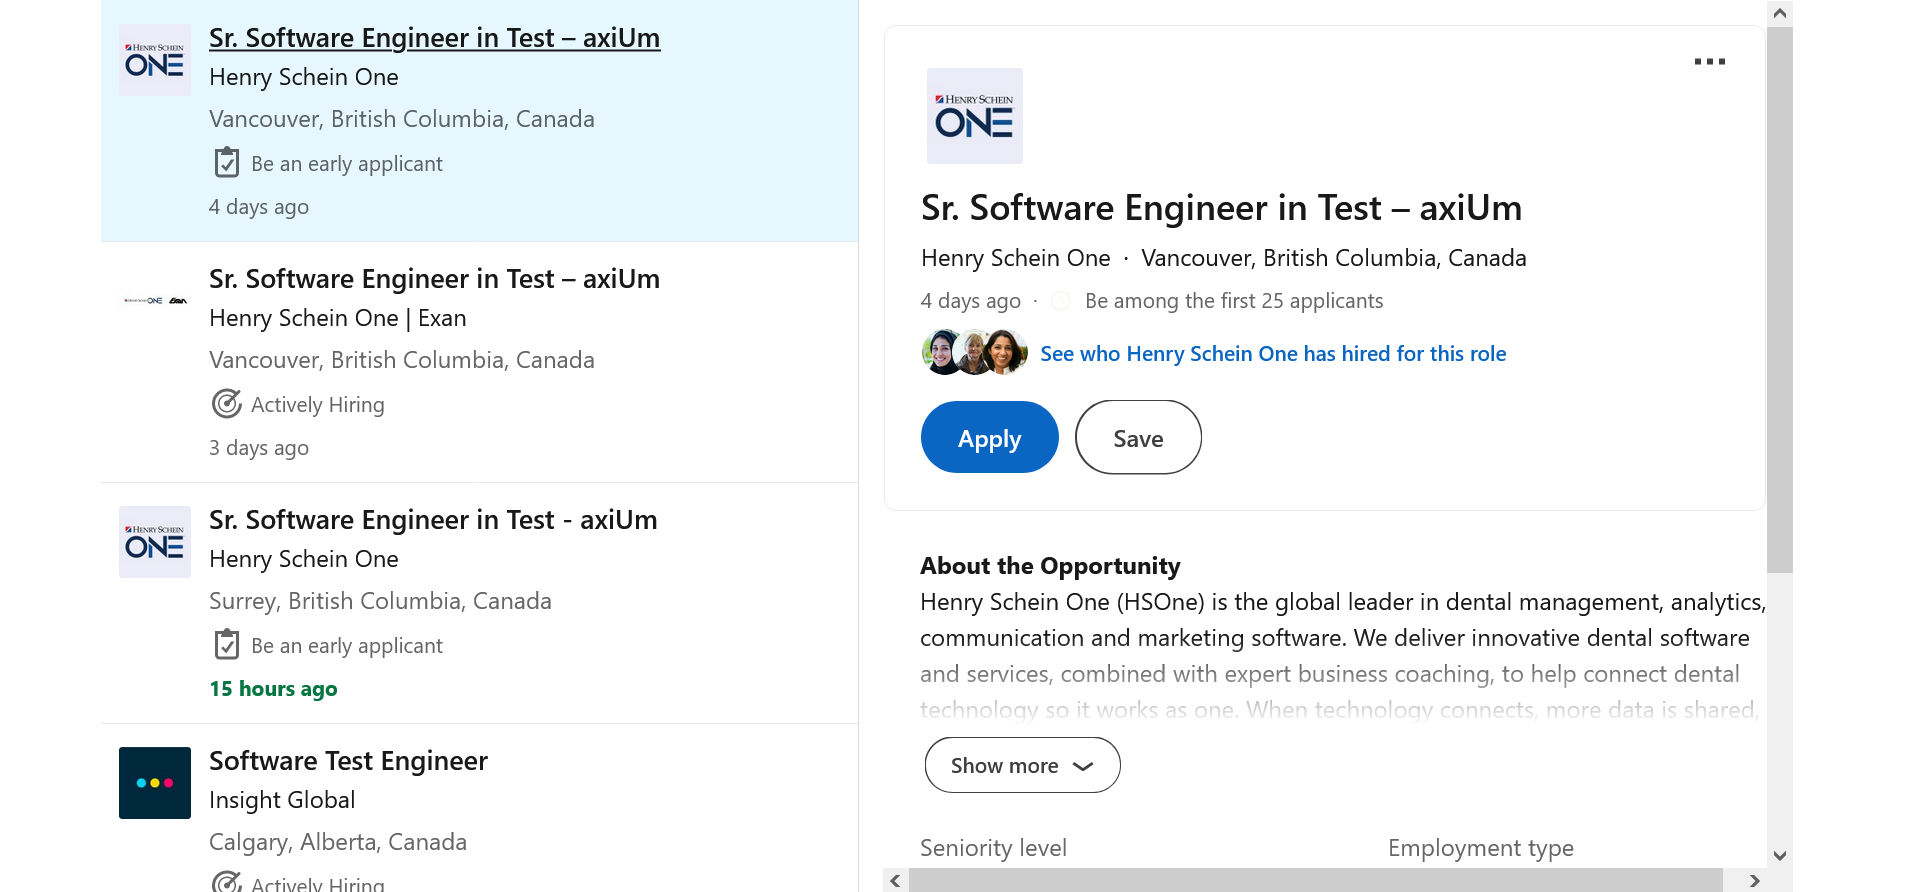 HENRY SCHEIN
ONE
Sr. Software Engineer in Test – axiUm
Henry Schein One
Vancouver, British Columbia, Canada
Be an early applicant
4 days ago
ONE
Sr. Software Engineer in Test – axiUm
Henry Schein One | Exan
Vancouver, British Columbia, Canada
Actively Hiring
3 days ago
HENRY SCHEIN
ONE
Sr. Software Engineer in Test - axiUm
Henry Schein One
Surrey, British Columbia, Canada
Be an early applicant
15 hours ago
Software Test Engineer
Insight Global
Calgary, Alberta, Canada
Actively Hiring
HENRY SCHEIN
ONE
Sr. Software Engineer in Test – axiUm
Henry Schein One · Vancouver, British Columbia, Canada
4 days ago · Be among the first 25 applicants
See who Henry Schein One has hired for this role
Apply Save
About the Opportunity
Henry Schein One (HSOne) is the global leader in dental management, analytics,
communication and marketing software. We deliver innovative dental software
and services, combined with expert business coaching, to help connect dental
technology so it works as one. When technology connects, more data is shared,
Show more
Seniority level Employment type